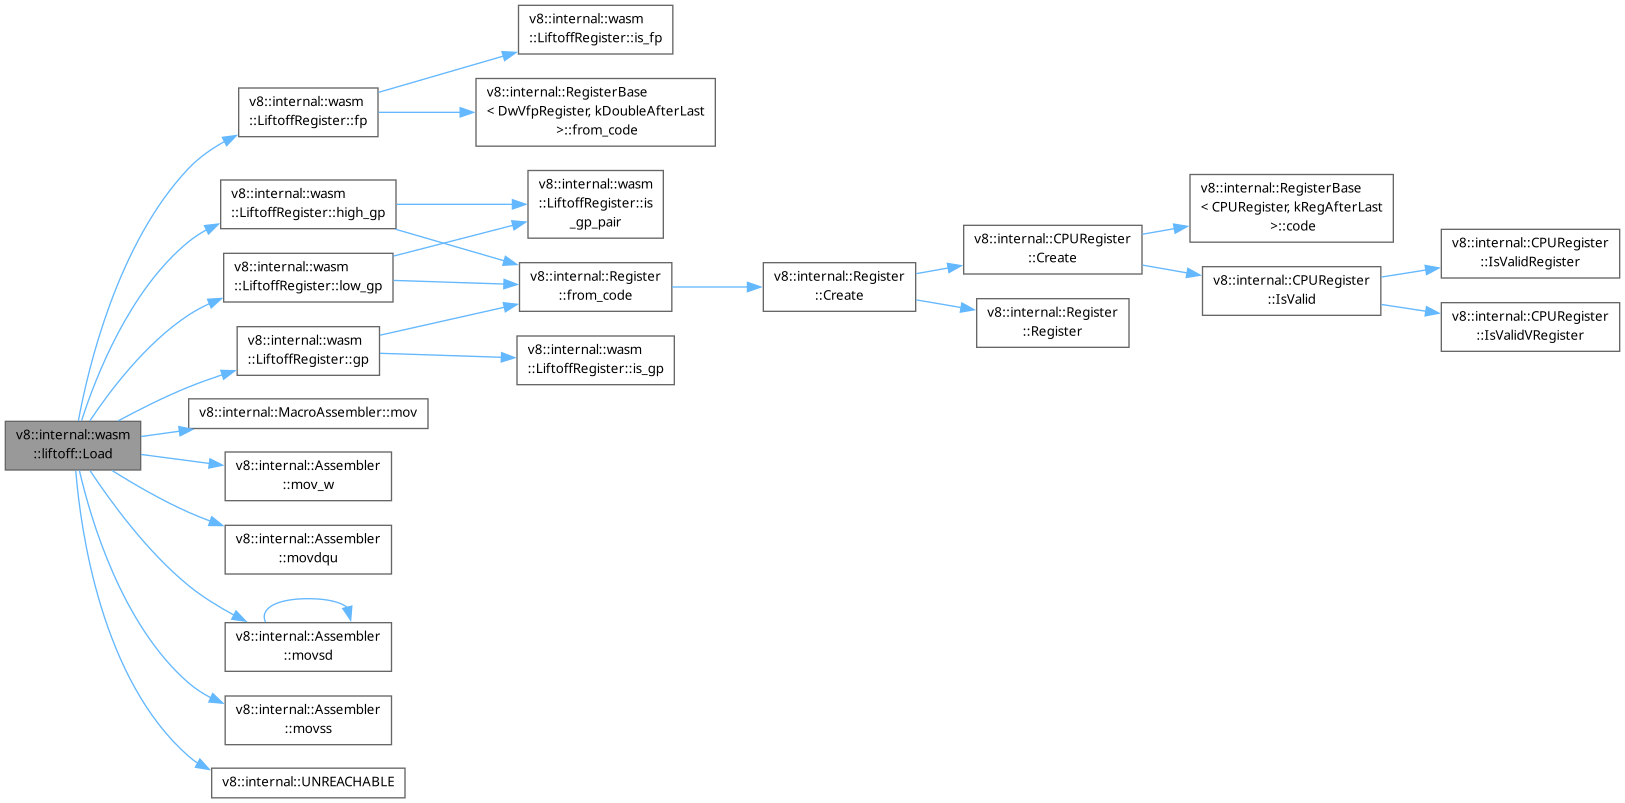 v8::internal::wasm
::LiftoffRegister::is_fp
v8::internal::wasm
::LiftoffRegister::fp
v8::internal::RegisterBase
< DwVfpRegister, kDoubleAfterLast
>::from_code
v8::internal::wasm
::LiftoffRegister::high_gp
v8::internal::wasm
::LiftoffRegister::is
_gp_pair
v8::internal::RegisterBase
< CPURegister, kRegAfterLast
>::code
v8::internal::wasm
::LiftoffRegister::low_gp
v8::internal::Register
::from_code
v8::internal::Register
::Create
v8::internal::CPURegister
::Create
v8::internal::CPURegister
::IsValid
v8::internal::CPURegister
::IsValidRegister
v8::internal::wasm
::LiftoffRegister::gp
v8::internal::wasm
::LiftoffRegister::is_gp
v8::internal::Register
::Register
v8::internal::CPURegister
::IsValidVRegister
v8::internal::MacroAssembler::mov
v8::internal::wasm
::liftoff::Load
v8::internal::Assembler
::mov_w
v8::internal::Assembler
::movdqu
v8::internal::Assembler
::movsd
v8::internal::Assembler
::movss
v8::internal::UNREACHABLE